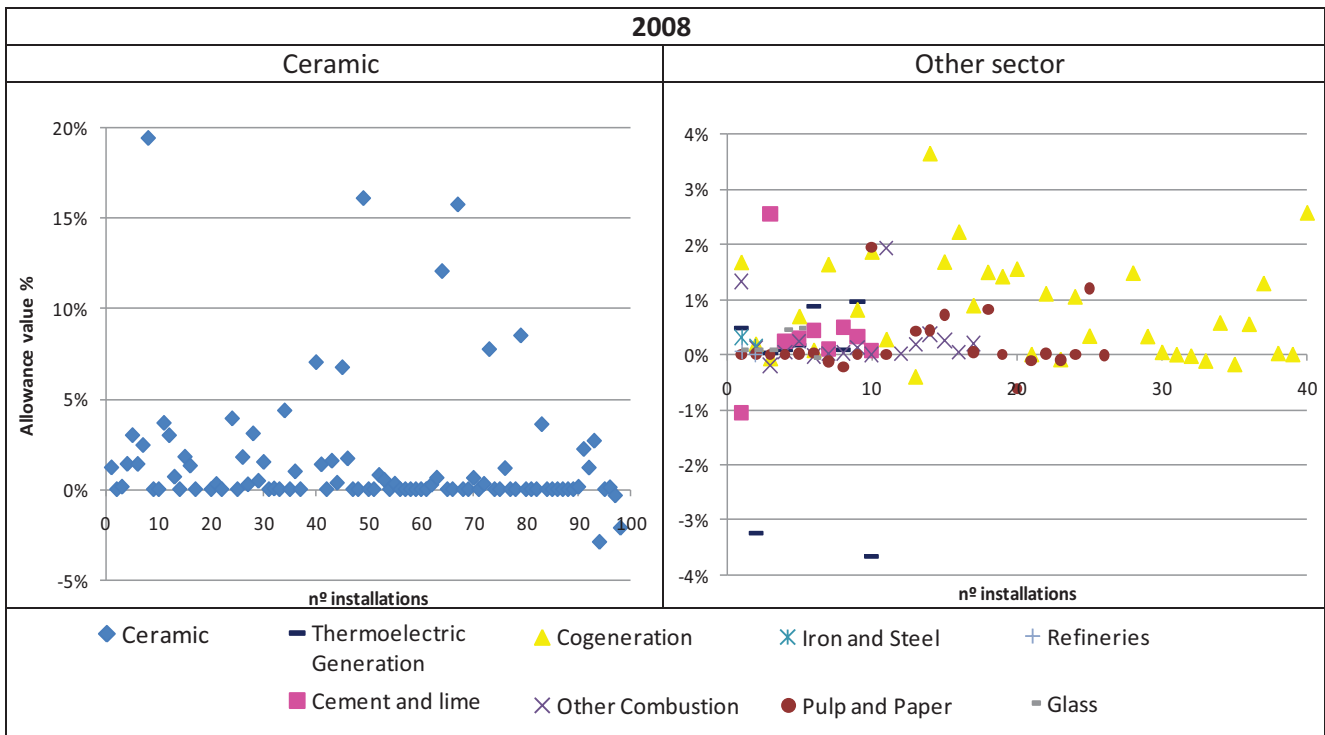 2008
Ceramic
Other sector
20%
15%
10%
5%
0%
-5%
0 10 20 30 40 50 60 70 80 90 100
Allowance value %
nº installations
4%
3%
2%
1%
0%
-1%
-2%
-3%
-4%
0 10 20 30 40
nº installations
Ceramic
Thermoelectric
Generation
Cogeneration
Iron and Steel
Refineries
Cement and lime
Other Combustion
Pulp and Paper
Glass